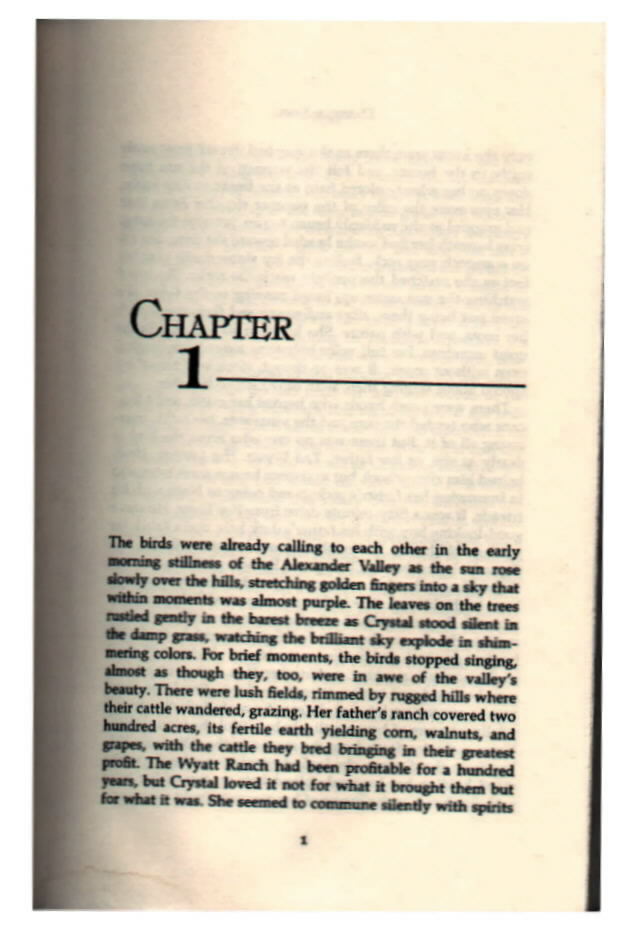 CHAPTER
1
The birds were already calling to each other in the early
morning stillness of the Alexander Valley as the sun rose
slowly over the hills, stretching golden fingers into a sky that
within moments was almost purple. The leaves on the trees
rustled gently in the barest breeze as Crystal stood silent in
the damp grass, watching the brilliant sky explode in shim-
mering colors. For brief moments, the birds stopped singing,
almost as though they, too, were in awe of the valley's
beauty. There were lush fields, rimmed by rugged hills where
their cattle wandered, grazing. Her father's ranch covered two
hundred acres, its fertile earth yielding corn, walnuts, and
grapes, with the cattle they bred bringing in their greatest
profit. The Wyatt Ranch had been profitable for a hundred
years, but Crystal loved it not for what it brought them but
for what it was. She seemed to commune silently with spirits
1